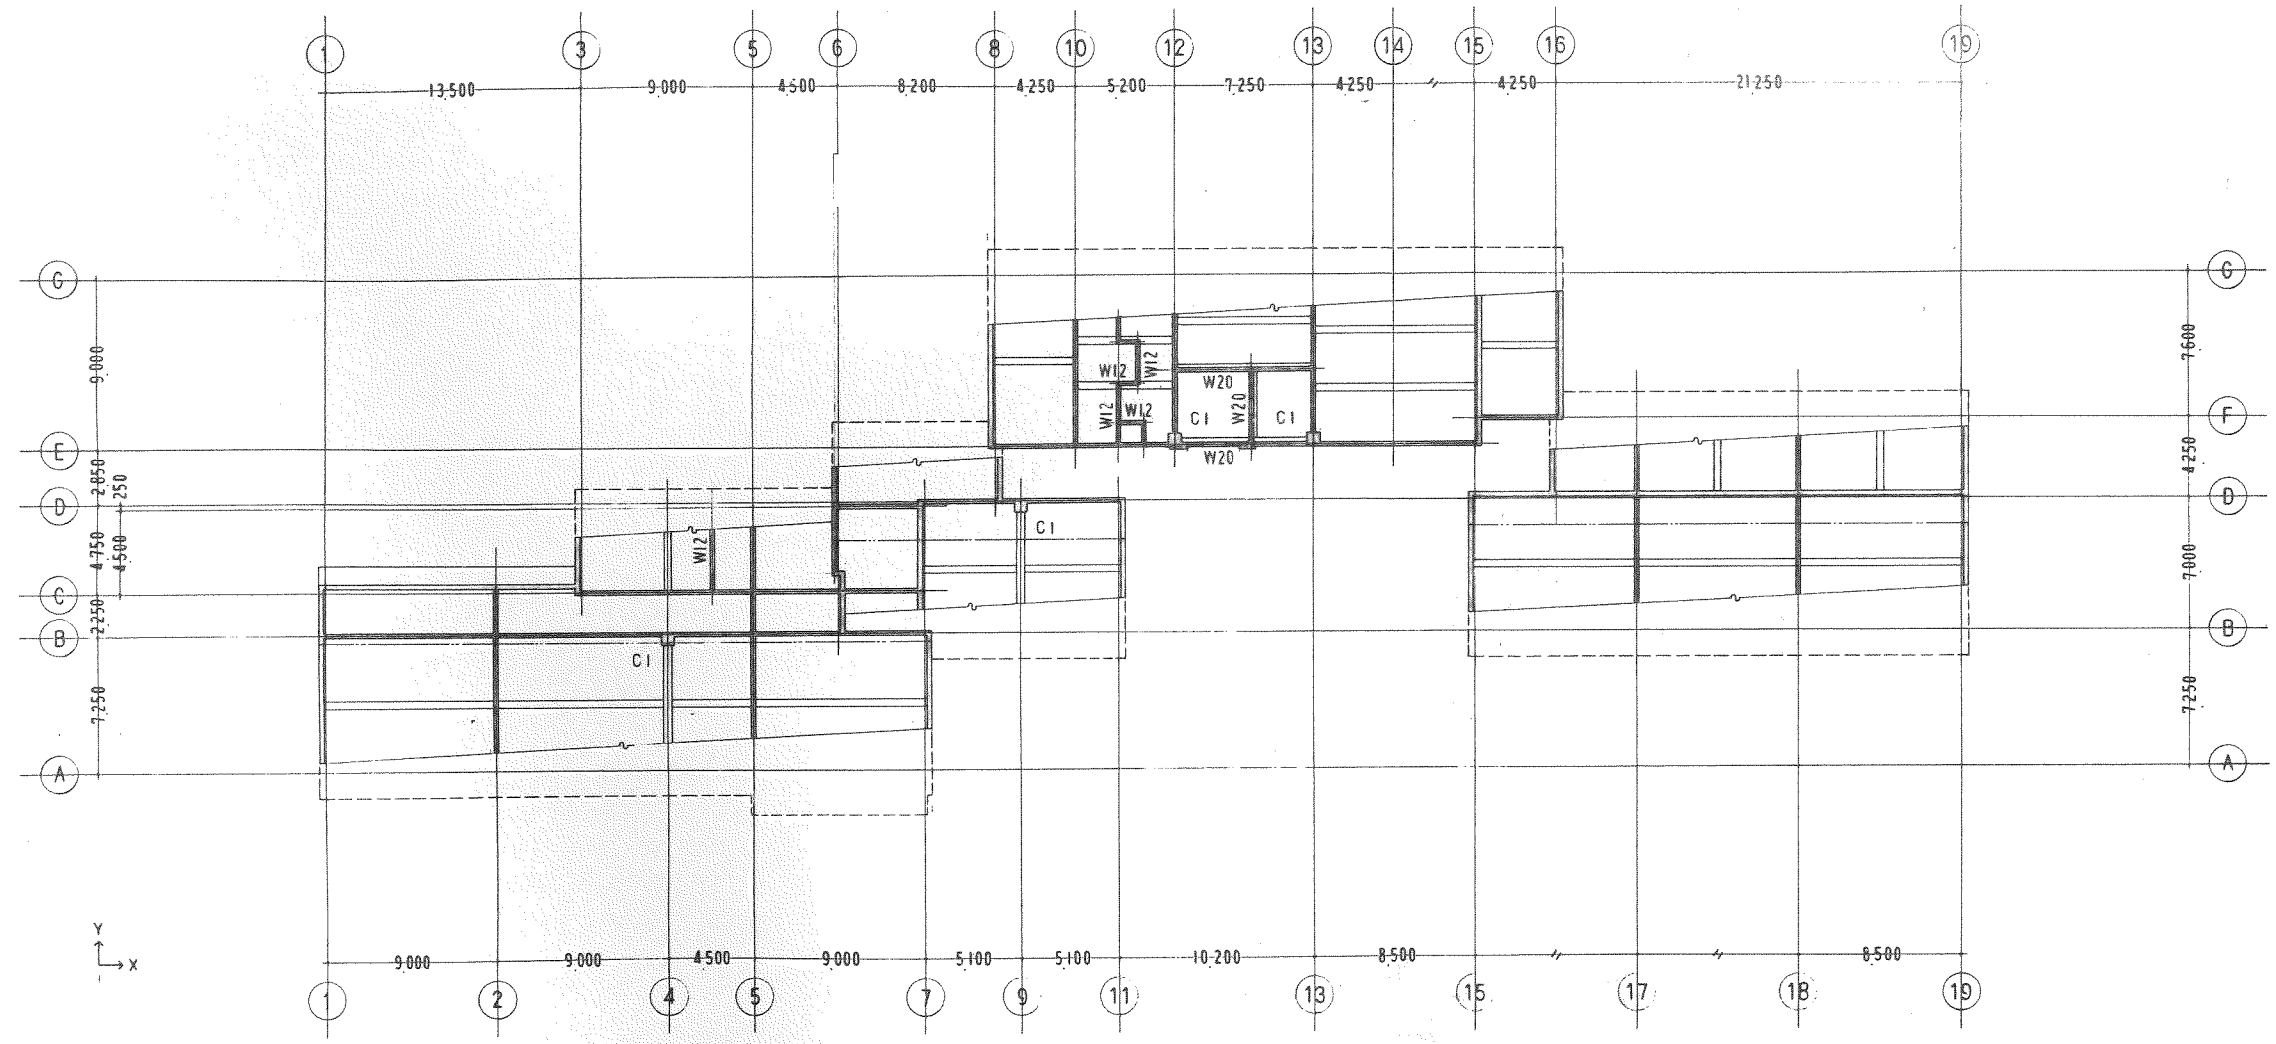 1 3 5 6 8 10 12 13 14 15 16 19
13,500 9,000 4,500 8,200 4,250 5,200 7,250 4,250 〃 4,250 21,250
G G
9,000 7,600
W12 W12 W20
W12 W12 C1 W20 C1
F
E W20
2,850 250 4,250
D D
C1
4,750 4,500 W12 7,000
C
2,250
B B
C1
7,250 7,250
A A
Y
X
9,000 9,000 4,500 9,000 5,100 5,100 10,200 8,500 〃 〃 8,500
1 2 4 5 7 9 11 13 15 17 18 19